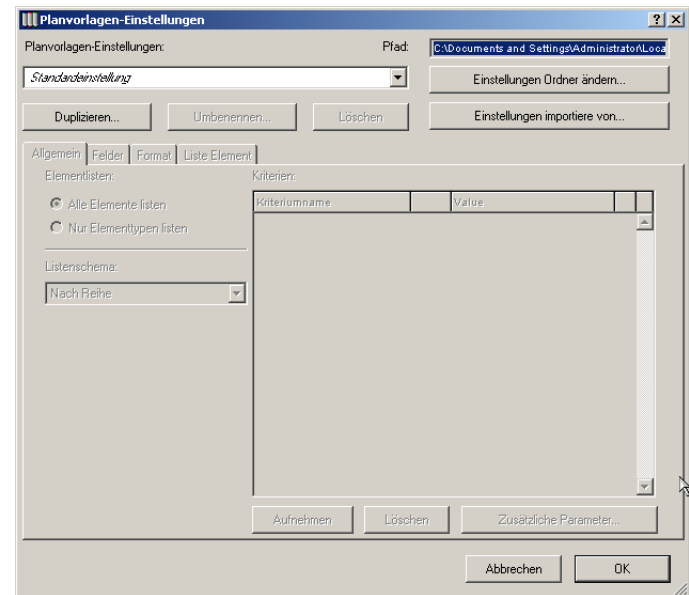 Planvorlagen-Einstellungen
Planvorlagen-Einstellungen: Pfad: C:\Documents and Settings\Administrator\Loca
Standardeinstellung Einstellungen Ordner ändern...
Duplizieren... Umbenennen... Löschen Einstellungen importiere von...
Allgemein Felder Format Liste Element
Elementlisten: Kriterien:
Alle Elemente listen Kriteriumname Value
Nur Elementtypen listen
Listenschema:
Nach Reihe
Aufnehmen Löschen Zusätzliche Parameter...
Abbrechen OK